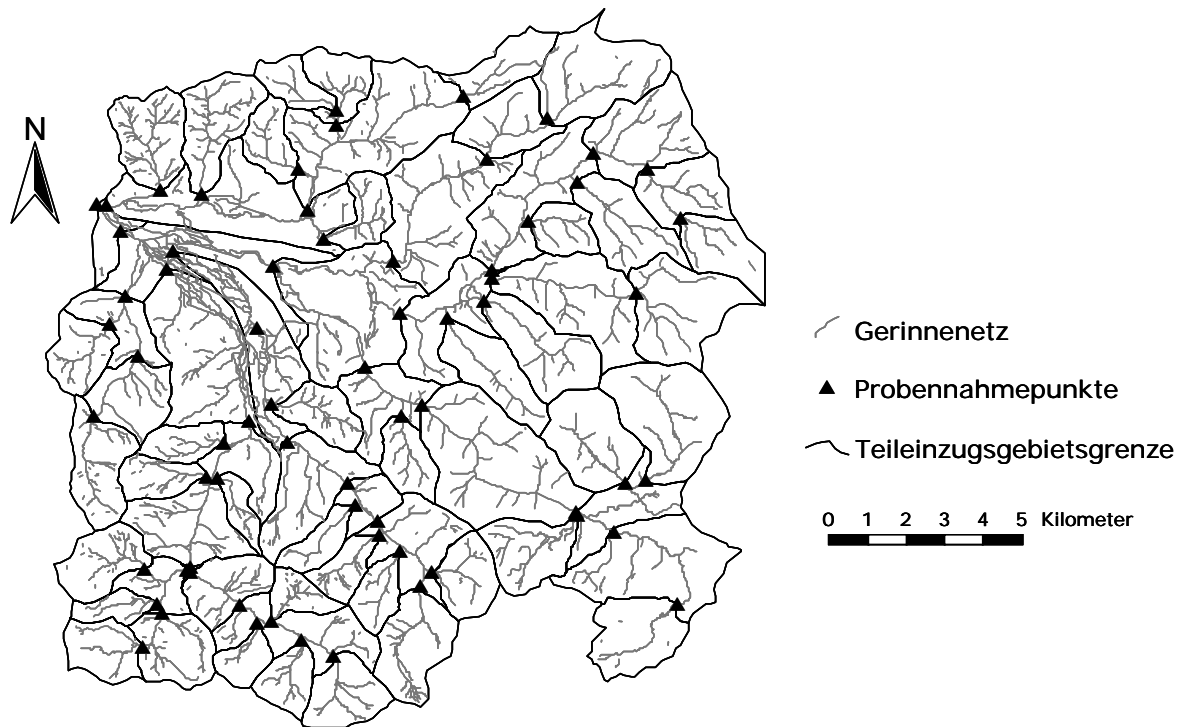 N
Gerinnenetz
Probennahmepunkte
Teileinzugsgebietsgrenze
0 1 2 3 4 5 Kilometer